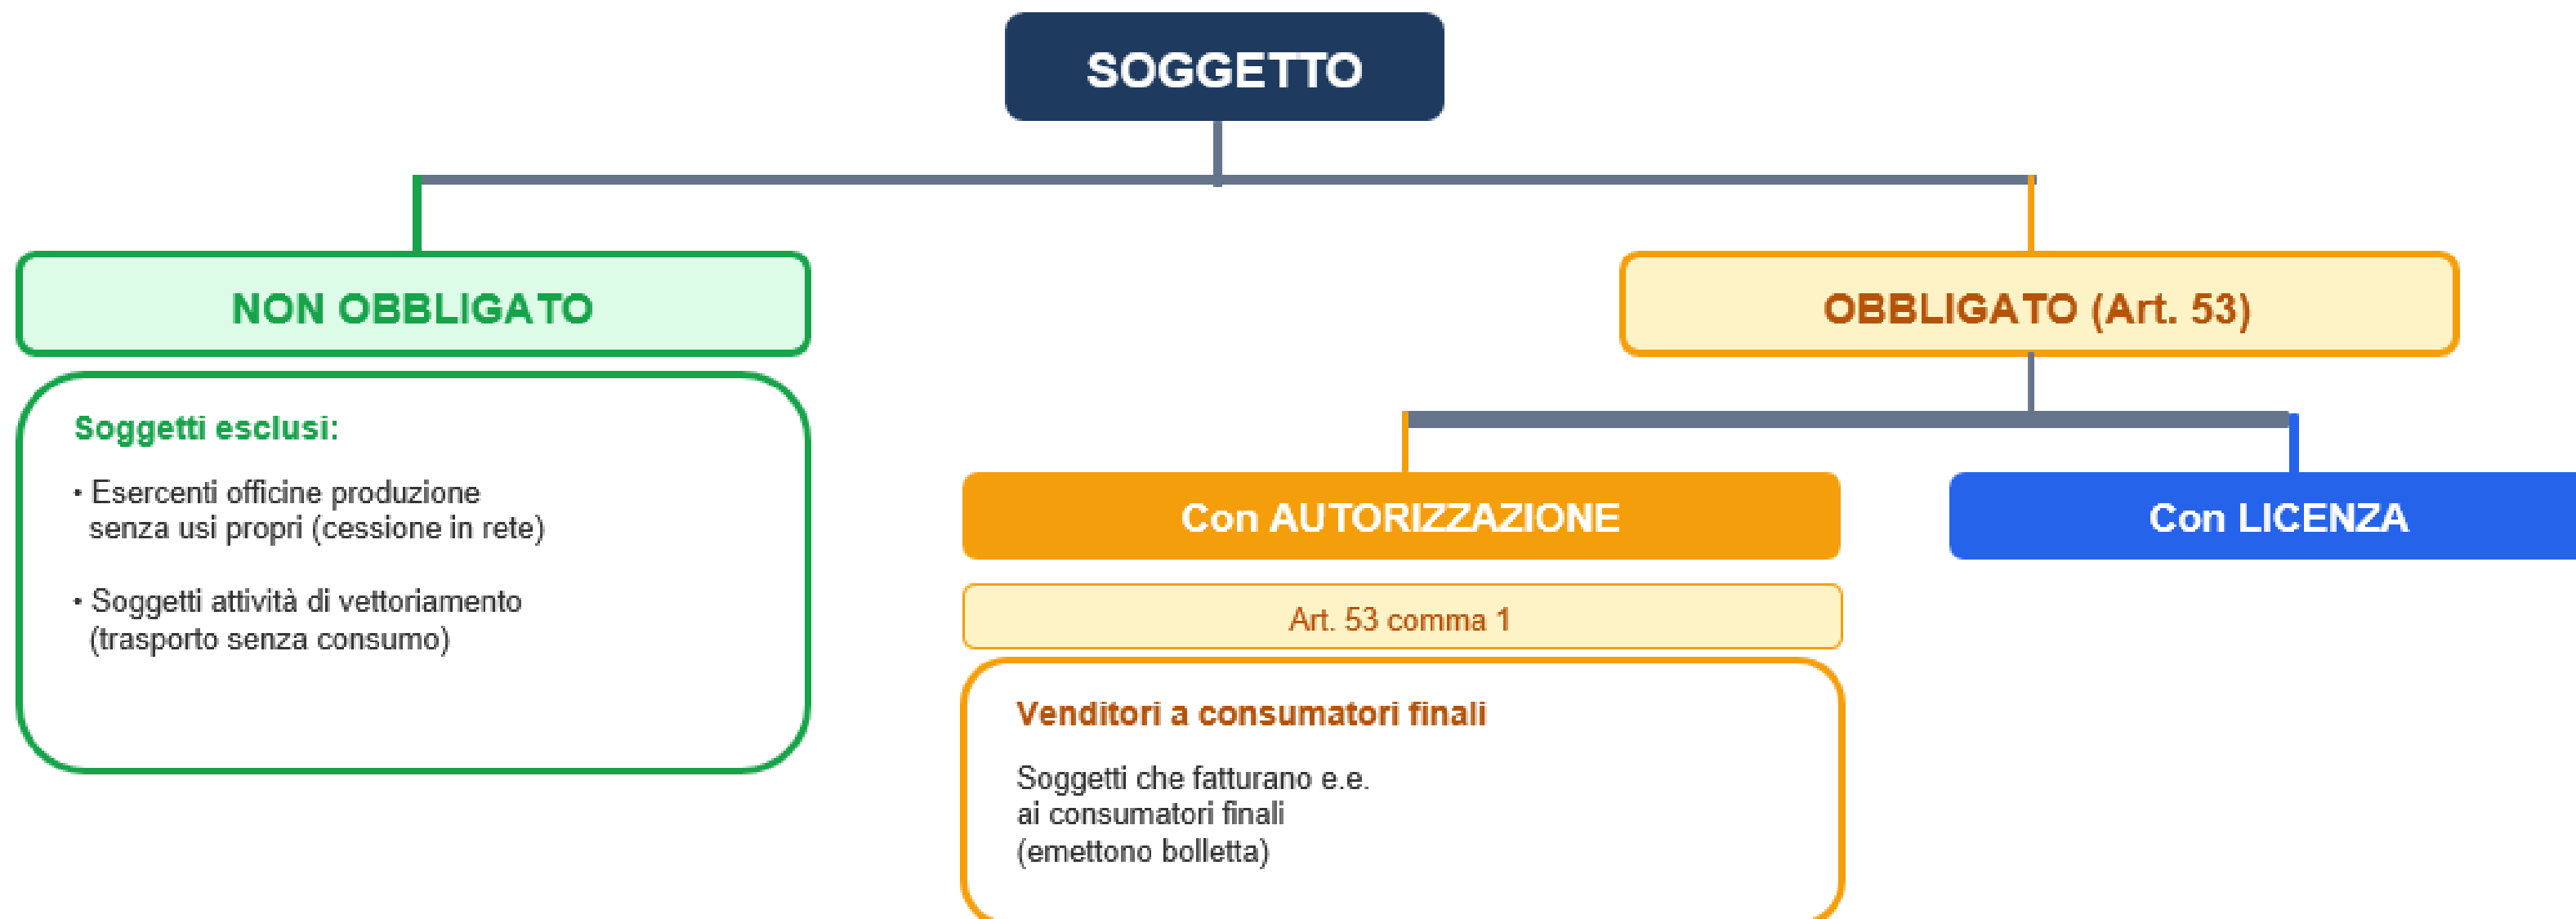 SOGGETTO
NON OBBLIGATO
OBBLIGATO (Art. 53)
Soggetti esclusi:
• Esercenti officine produzione
senza usi propri (cessione in rete)
• Soggetti attività di vettoriamento
(trasporto senza consumo)
Con AUTORIZZAZIONE
Art. 53 comma 1
Venditori a consumatori finali
Soggetti che fatturano e.e.
ai consumatori finali
(emettono bolletta)
Con LICENZA